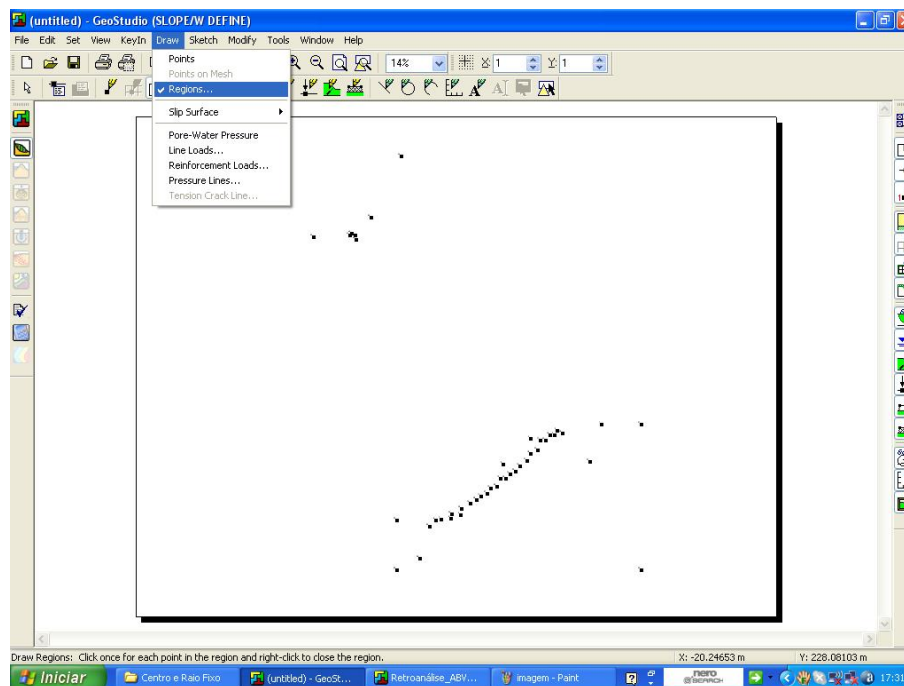 (untitled) - GeoStudio (SLOPE/W DEFINE)
File Edit Set View KeyIn Draw Sketch Modify Tools Window Help
14% 1 Y: 1
Points
Points on Mesh
Regions...
Slip Surface
Pore-Water Pressure
Line Loads...
Reinforcement Loads...
Pressure Lines...
Tension Crack Line...
Draw Regions: Click once for each point in the region and right-click to close the region. X: -20.24653 m Y: 228.08103 m
Iniciar Centro e Raio Fixo (untitled) - GeoSt... Retroanálise_ABV... imagem - Paint nero SEARCH 17:31